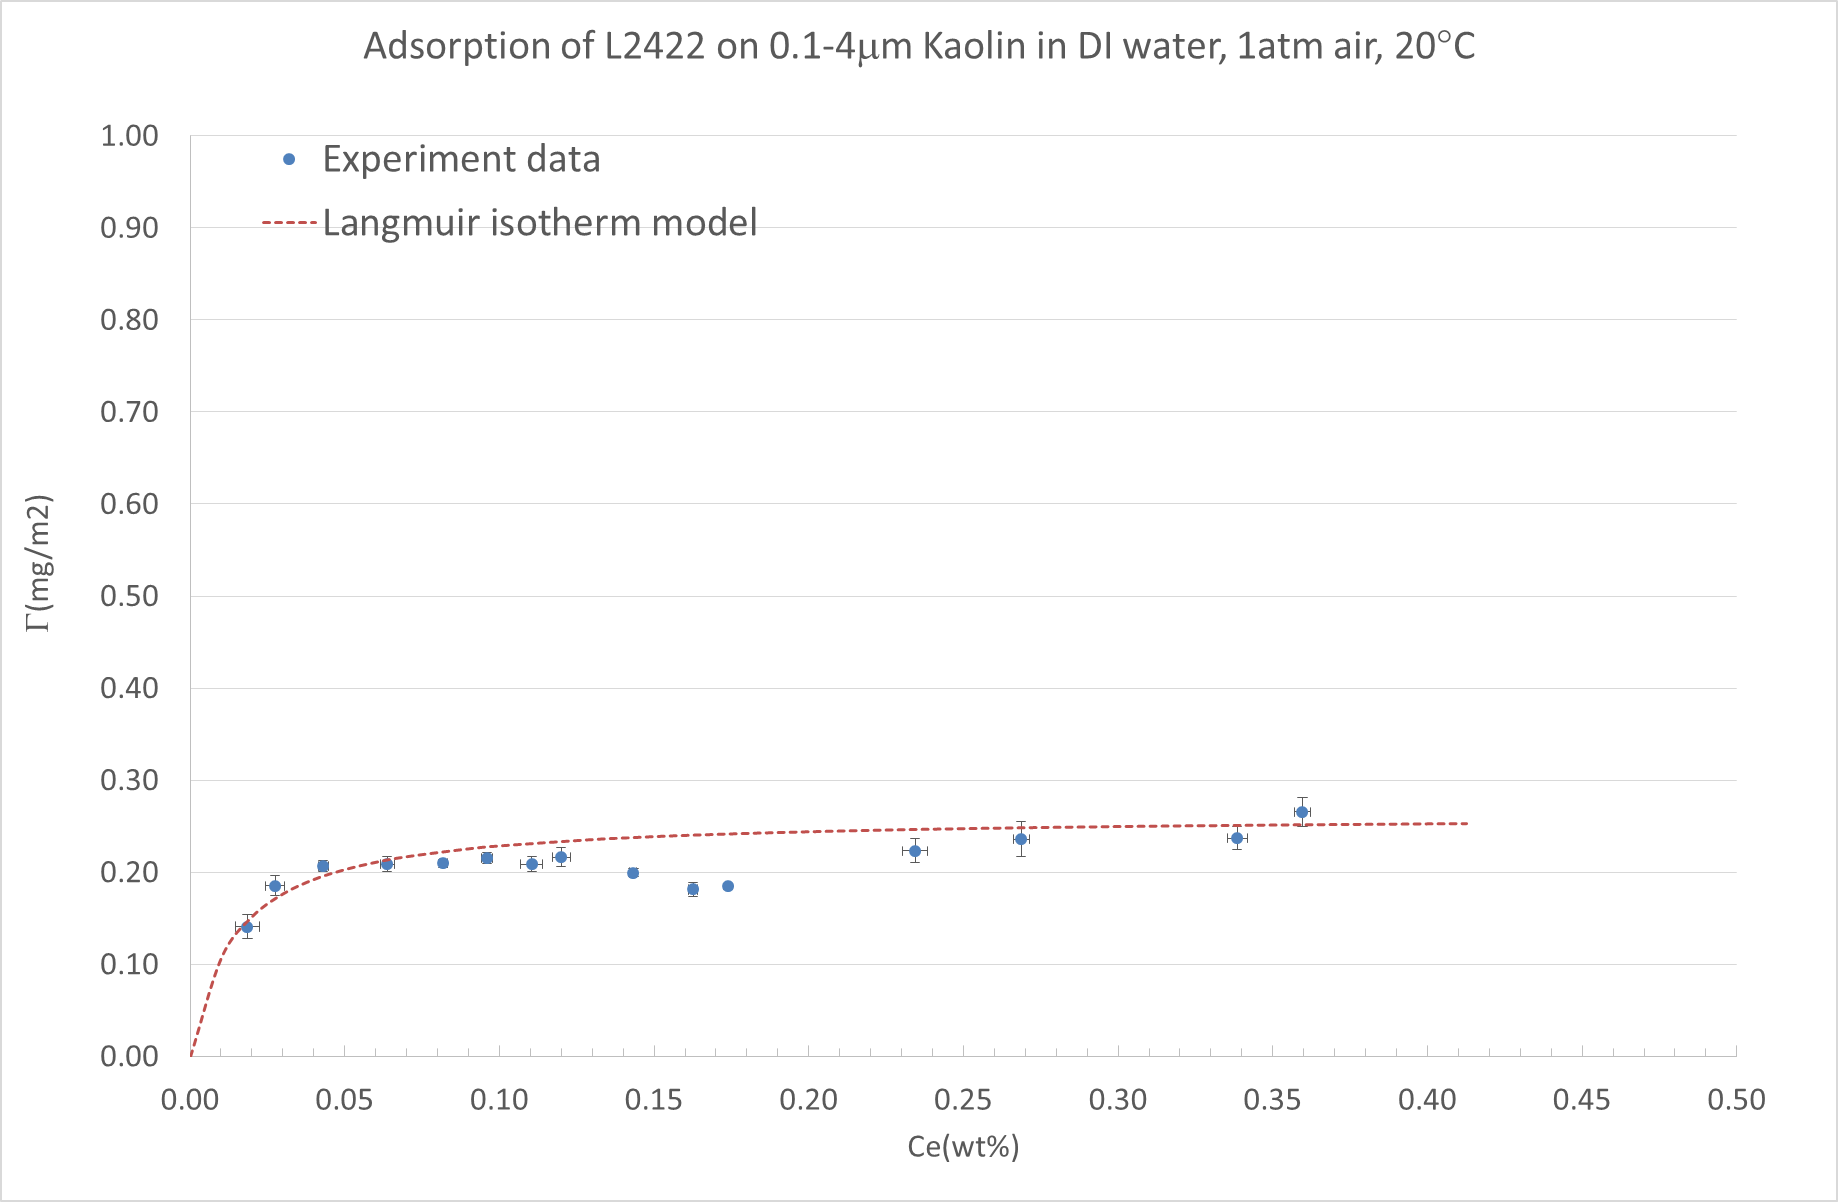 Adsorption of L2422 on 0.1-4μm Kaolin in DI water, 1atm air, 20°C
1.00
Experiment data
Langmuir isotherm model
0.90
0.80
0.70
0.60
0.50
0.40
0.30
0.20
0.10
0.00
Γ(mg/m2)
0.00 0.05 0.10 0.15 0.20 0.25 0.30 0.35 0.40 0.45 0.50
Ce(wt%)